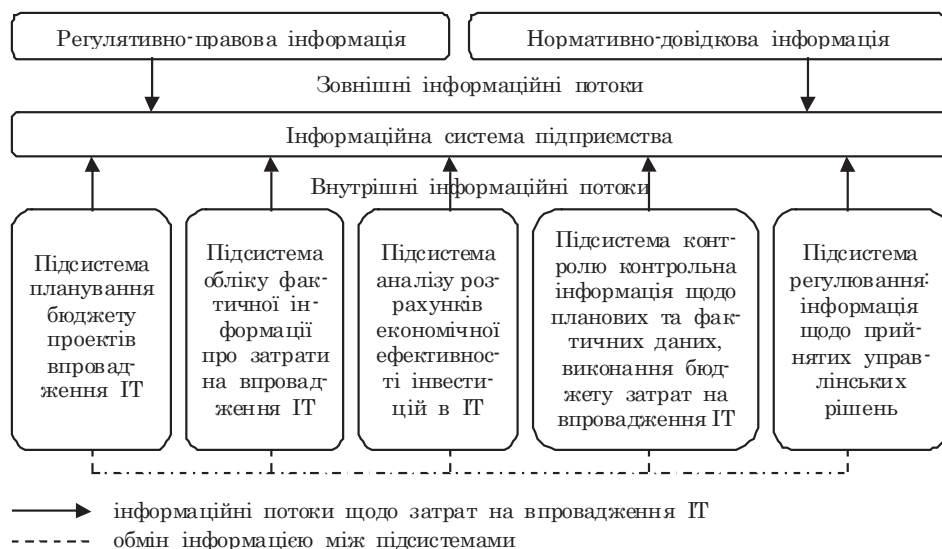 Регулятивно-правова інформація
Нормативно-довідкова інформація
Зовнішні інформаційні потоки
Інформаційна система підприємства
Внутрішні інформаційні потоки
Підсистема
планування
бюджету
проектів
впровад-
ження ІТ
Підсистема
обліку фак-
тичної ін-
формації
про затрати
на впровад-
ження ІТ
Підсистема
аналізу роз-
рахунків
економічної
ефективнос-
ті інвести-
цій в ІТ
Підсистема конт-
ролю контрольна
інформація щодо
планових та фак-
тичних даних,
виконання бюд-
жету затрат на
впровадження ІТ
Підсистема
регулювання:
інформація
щодо прий-
нятих управ-
лінських
рішень
інформаційні потоки щодо затрат на впровадження ІТ
обмін інформацією між підсистемами